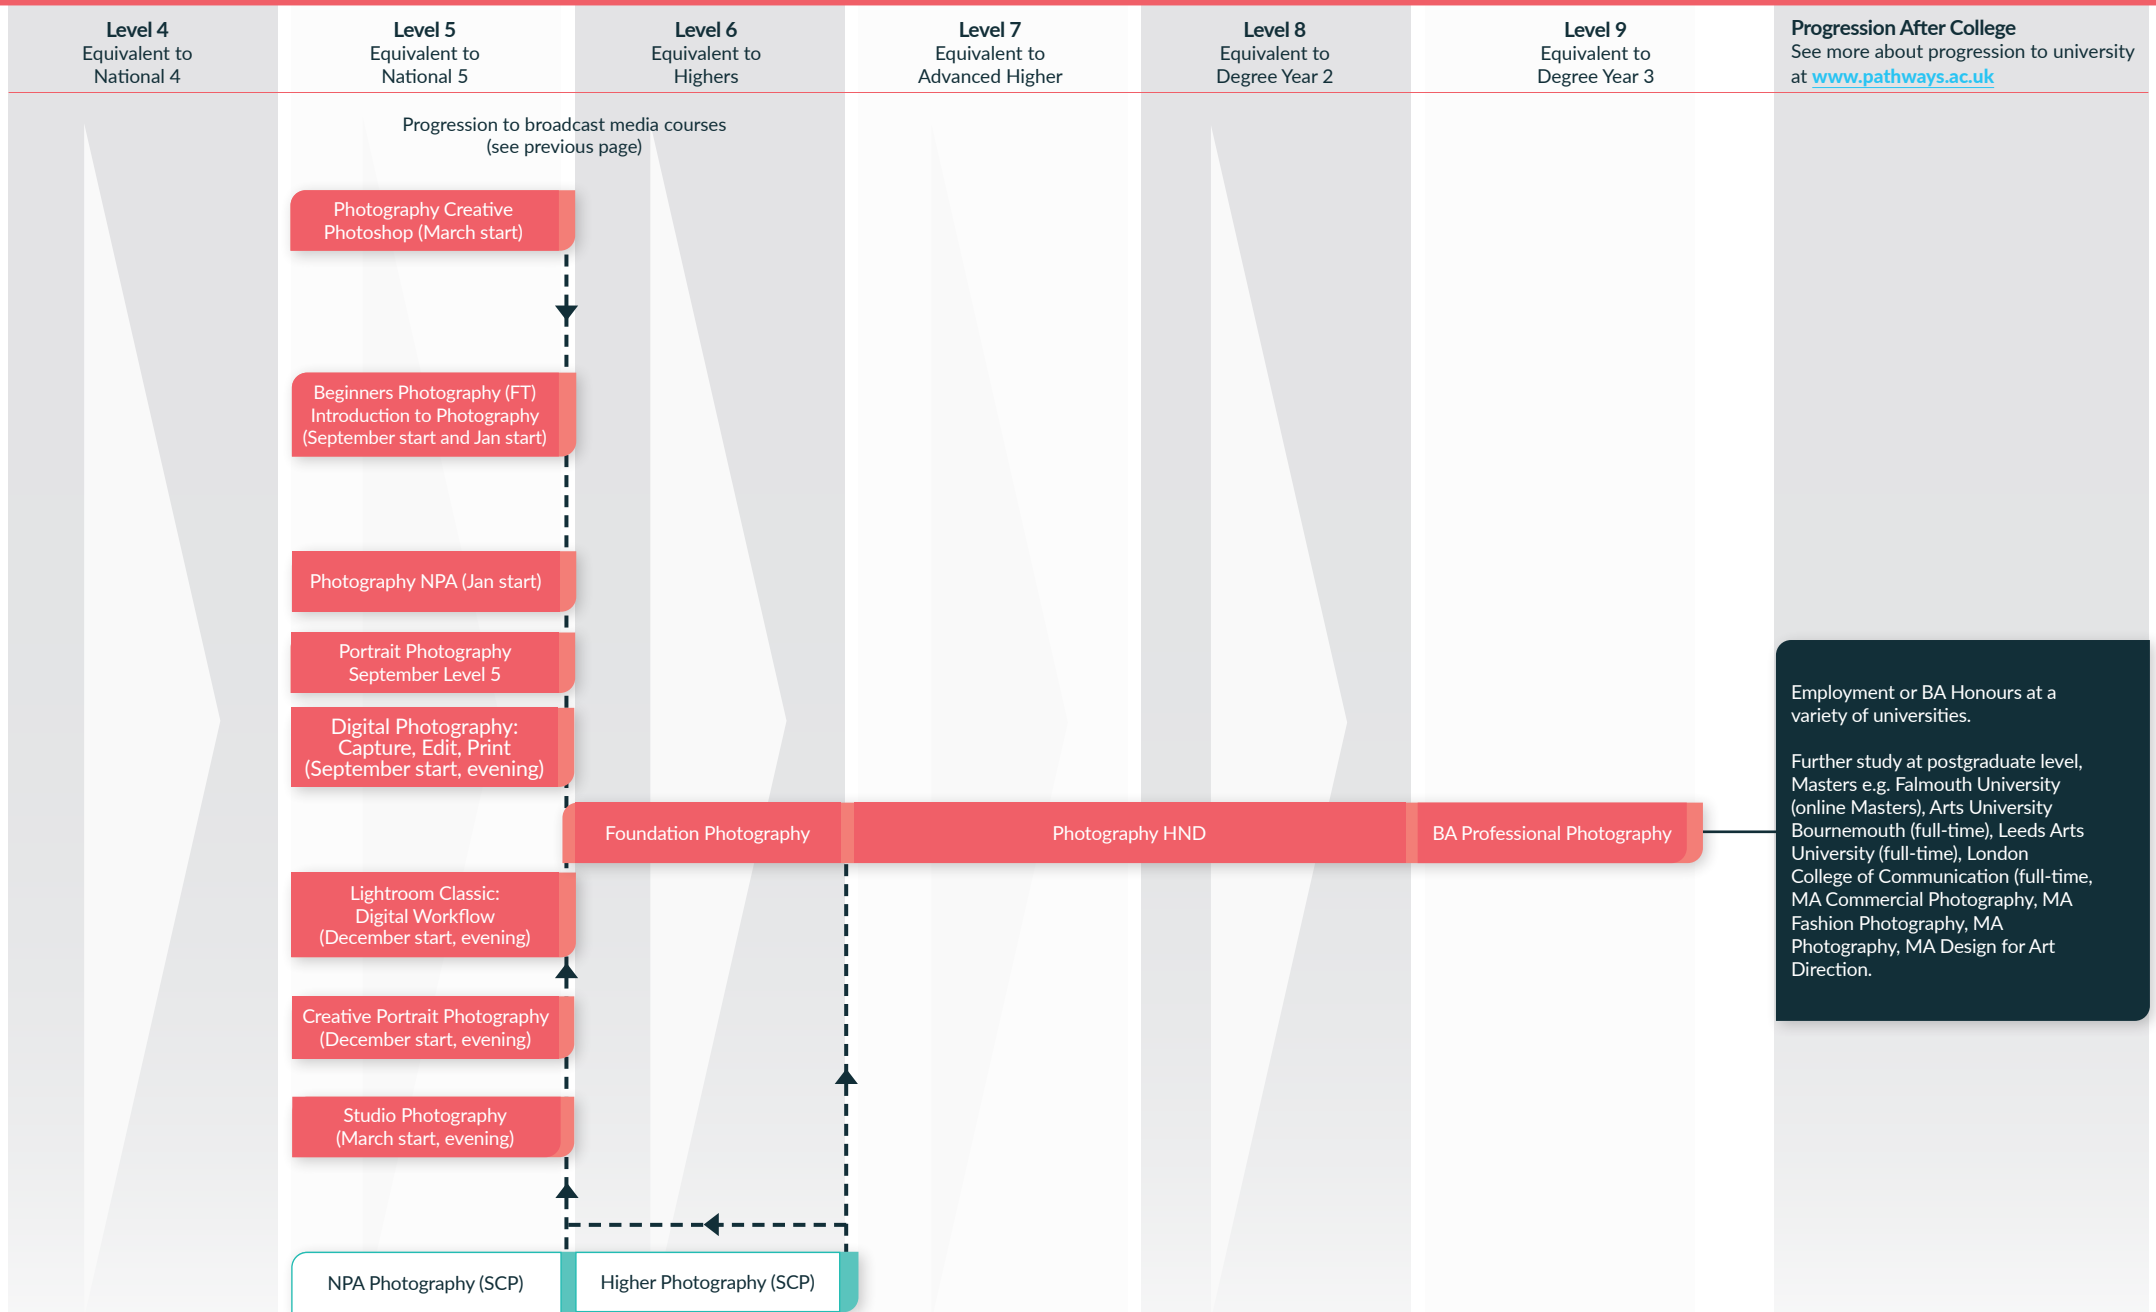 Level 4
Equivalent to
National 4
Level 5
Equivalent to
National 5
Level 6
Equivalent to
Highers
Level 7
Equivalent to
Advanced Higher
Level 8
Equivalent to
Degree Year 2
Level 9
Equivalent to
Degree Year 3
Progression After College
See more about progression to university
at www.pathways.ac.uk
Progression to broadcast media courses
(see previous page)
Photography Creative
Photoshop (March start)
Beginners Photography (FT)
Introduction to Photography
(September start and Jan start)
Photography NPA (Jan start)
Portrait Photography
September Level 5
Digital Photography:
Capture, Edit, Print
(September start, evening)
Foundation Photography
Photography HND
BA Professional Photography
Lightroom Classic:
Digital Workflow
(December start, evening)
Creative Portrait Photography
(December start, evening)
Studio Photography
(March start, evening)
NPA Photography (SCP)
Higher Photography (SCP)
Employment or BA Honours at a
variety of universities.
Further study at postgraduate level,
Masters e.g. Falmouth University
(online Masters), Arts University
Bournemouth (full-time), Leeds Arts
University (full-time), London
College of Communication (full-time,
MA Commercial Photography, MA
Fashion Photography, MA
Photography, MA Design for Art
Direction.